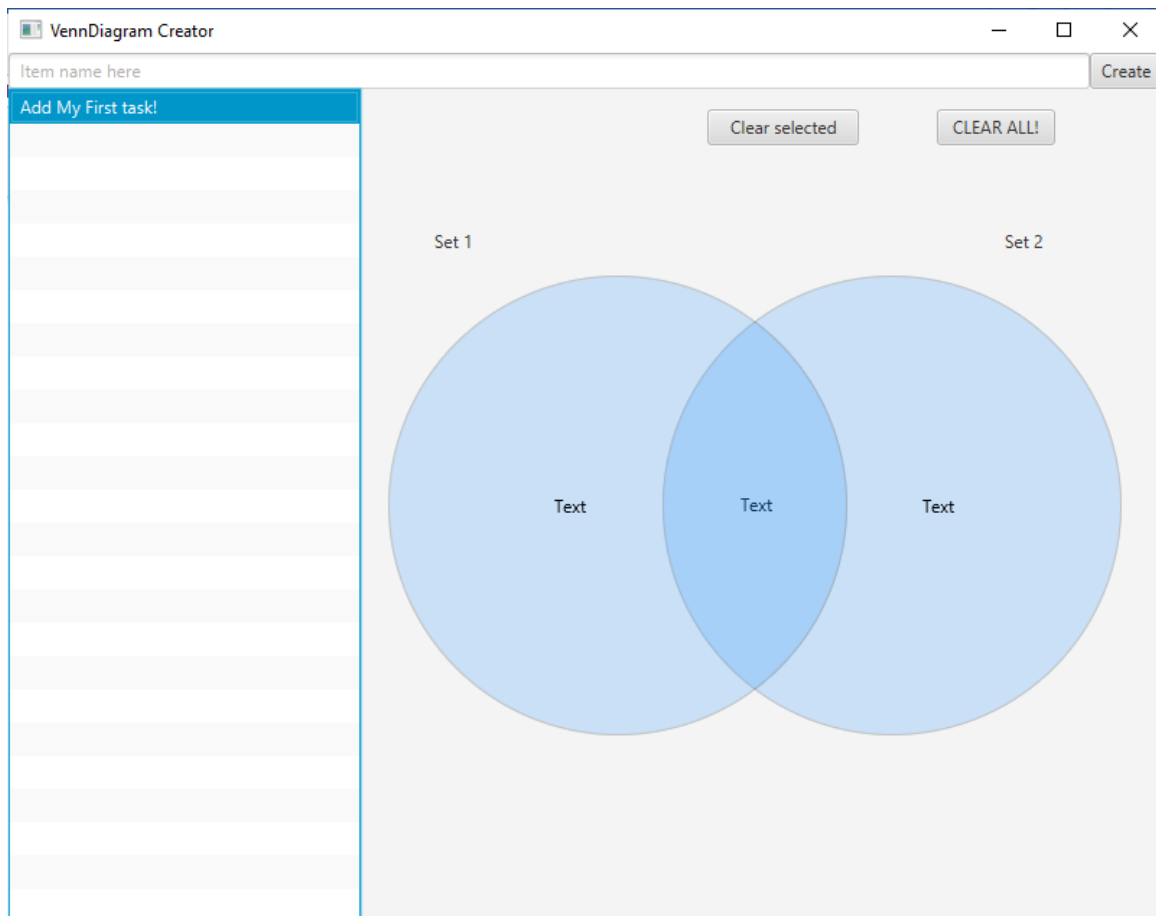 VennDiagram Creator
Item name here
Create
Add My First task!
Clear selected
CLEAR ALL!
Set 1
Set 2
Text
Text
Text